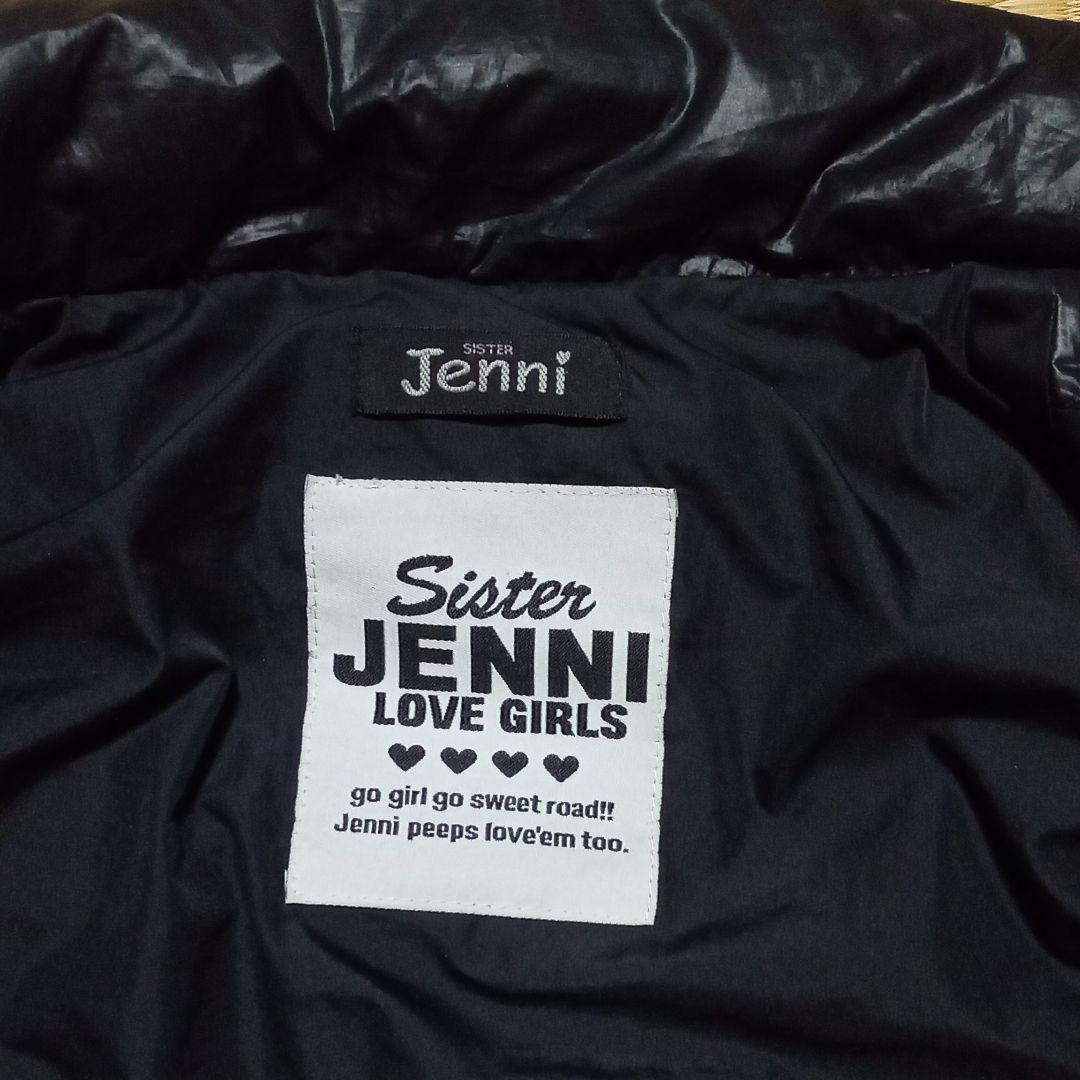 SISTER
Jenni
Sister
JENNI
LOVE GIRLS
go girl go sweet road!!
Jenni peeps love'em too.